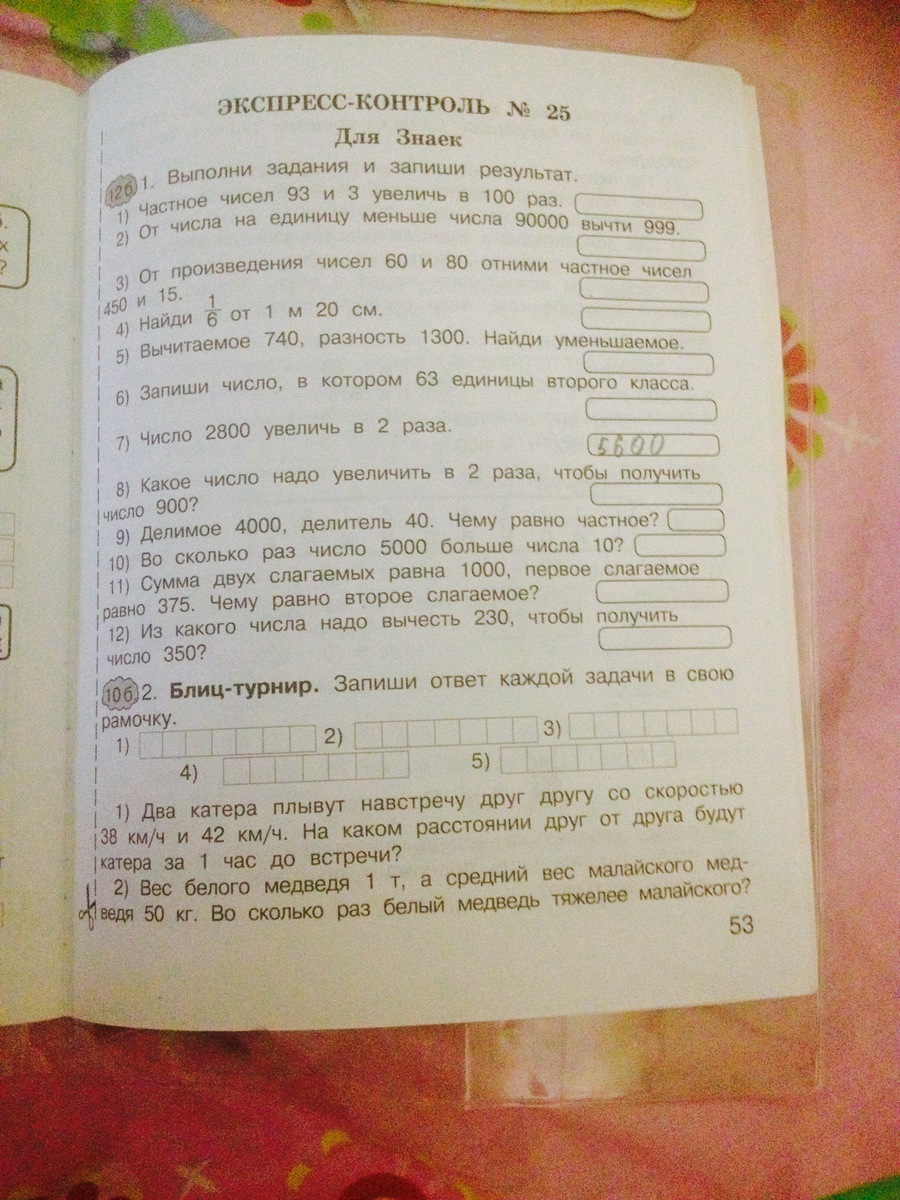 ЭКСПРЕСС-КОНТРОЛЬ № 25
Для Знаек
12б 1. Выполни задания и запиши результат.
1) Частное чисел 93 и 3 увеличь в 100 раз.
2) От числа на единицу меньше числа 90000 вычти 999.
3) От произведения чисел 60 и 80 отними частное чисел
450 и 15.
4) Найди 1/6 от 1 м 20 см.
5) Вычитаемое 740, разность 1300. Найди уменьшаемое.
6) Запиши число, в котором 63 единицы второго класса.
7) Число 2800 увеличь в 2 раза. 5600
8) Какое число надо увеличить в 2 раза, чтобы получить
число 900?
9) Делимое 4000, делитель 40. Чему равно частное?
10) Во сколько раз число 5000 больше числа 10?
11) Сумма двух слагаемых равна 1000, первое слагаемое
равно 375. Чему равно второе слагаемое?
12) Из какого числа надо вычесть 230, чтобы получить
число 350?
10б. 2. Блиц-турнир. Запиши ответ каждой задачи в свою
рамочку.
1) 2) 3)
4) 5)
1) Два катера плывут навстречу друг другу со скоростью
38 км/ч и 42 км/ч. На каком расстоянии друг от друга будут
катера за 1 час до встречи?
2) Вес белого медведя 1 т, а средний вес малайского мед-
ведя 50 кг. Во сколько раз белый медведь тяжелее малайского?
53